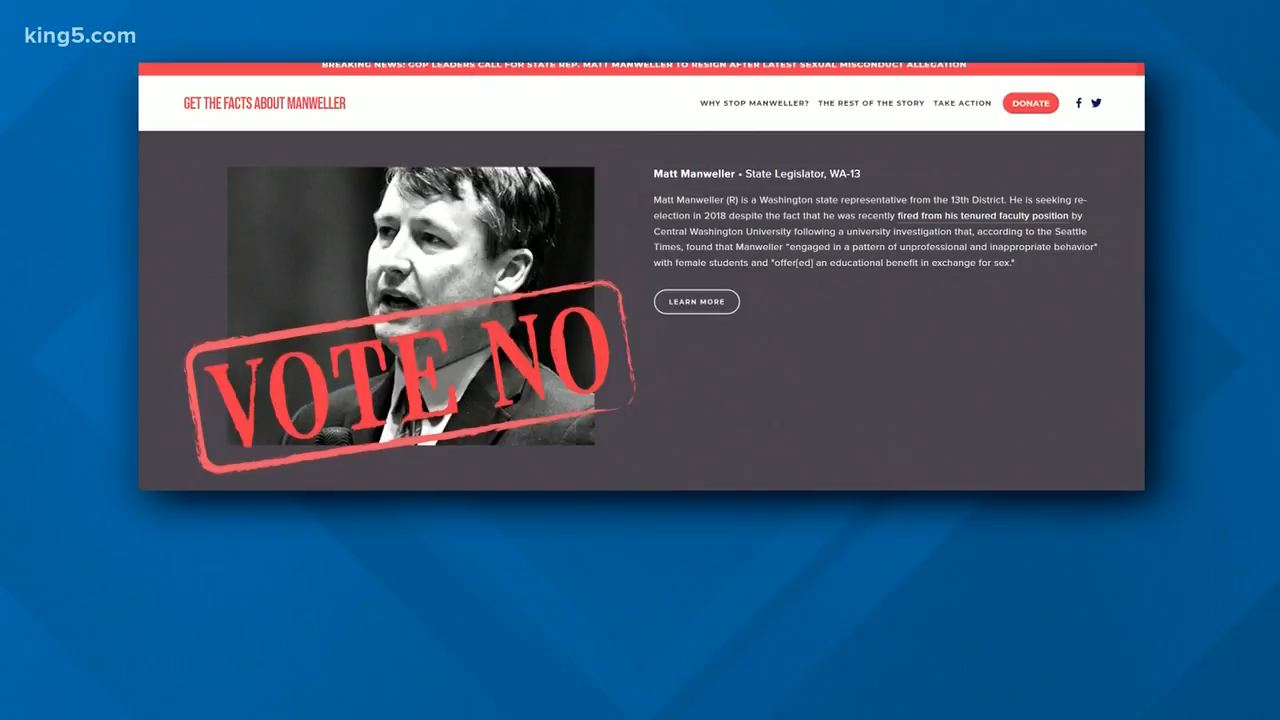 king5.com
BREAKING NEWS: GOP LEADERS CALL FOR STATE REP. MATT MANWELLER TO RESIGN AFTER LATEST SEXUAL MISCONDUCT ALLEGATION
GET THE FACTS ABOUT MANWELLER
WHY STOP MANWELLER? THE REST OF THE STORY TAKE ACTION DONATE
Matt Manweller • State Legislator, WA-13
Matt Manweller (R) is a Washington state representative from the 13th District. He is seeking re-
election in 2018 despite the fact that he was recently fired from his tenured faculty position by
Central Washington University following a university investigation that, according to the Seattle
Times, found that Manweller "engaged in a pattern of unprofessional and inappropriate behavior"
with female students and "offer[ed] an educational benefit in exchange for sex."
LEARN MORE
VOTE NO